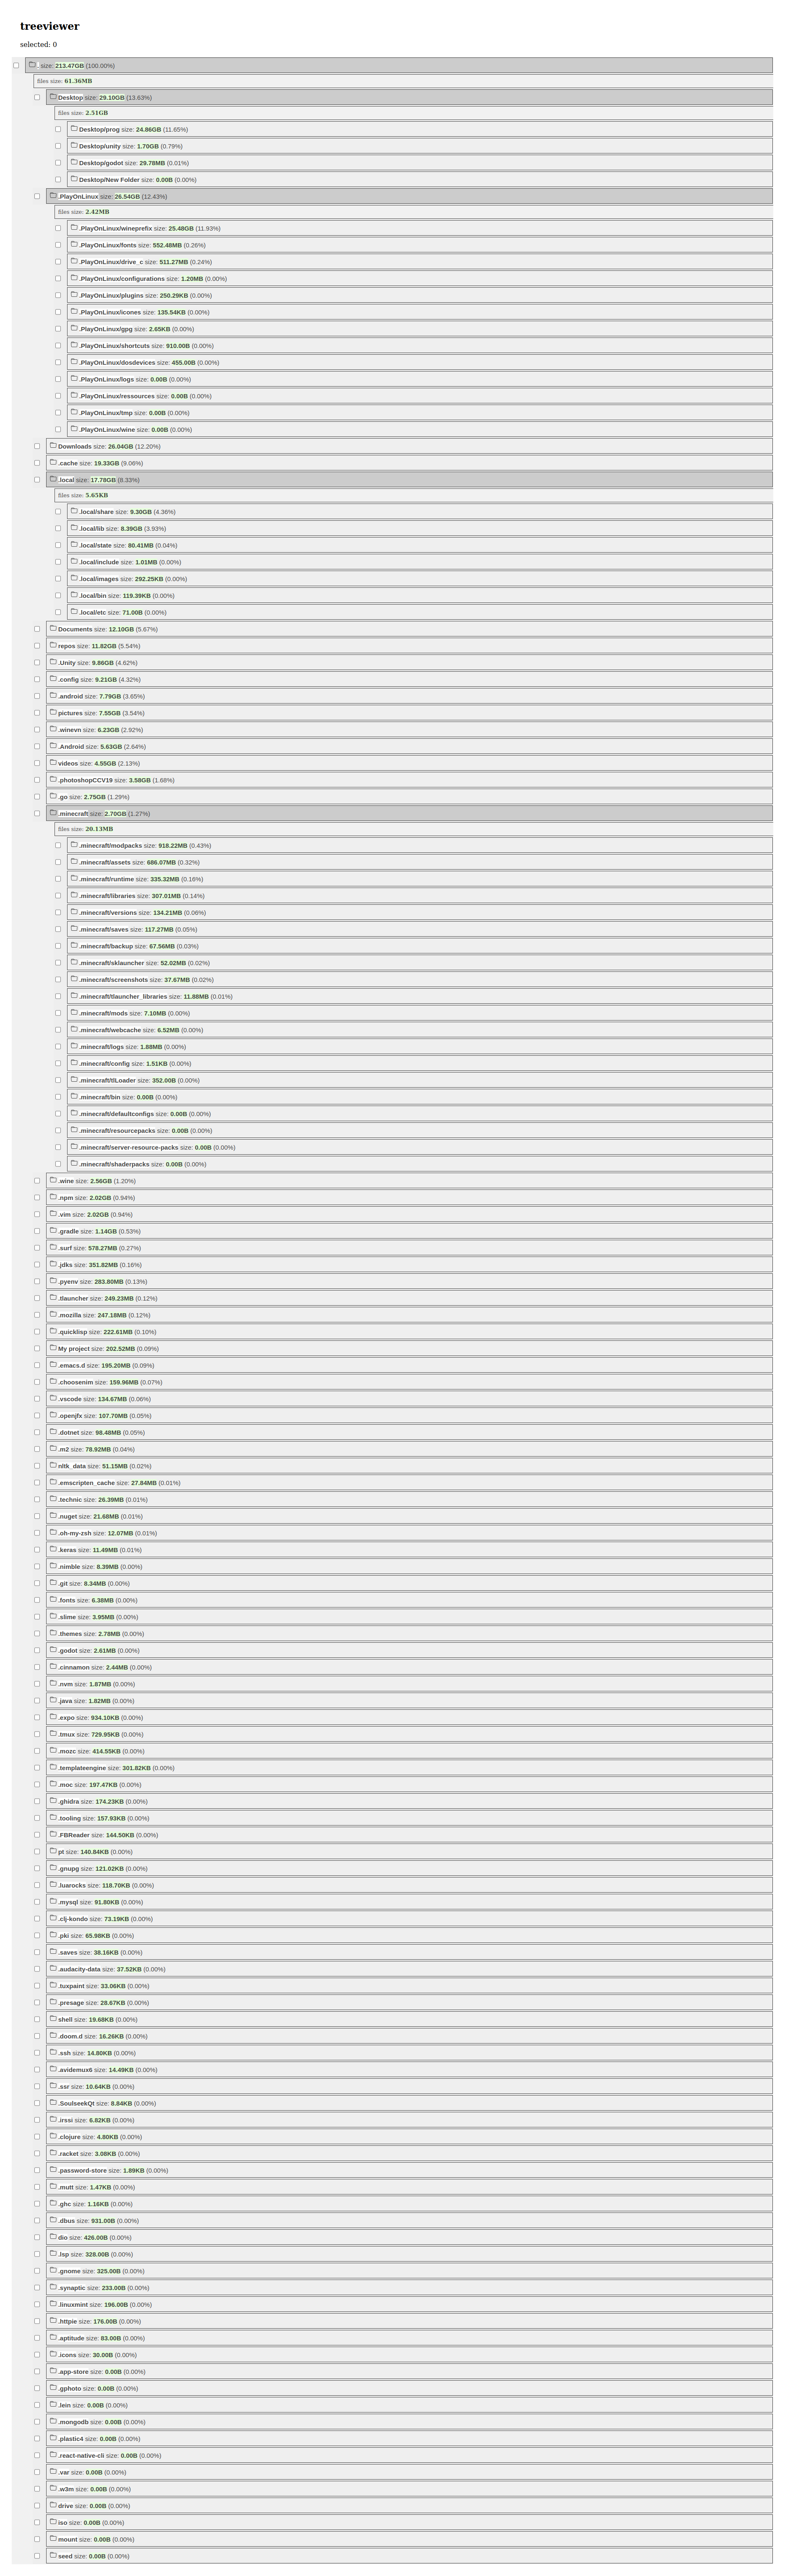 treeviewer
selected: 0
. size: 213.47GB (100.00%)
files size: 61.36MB
Desktop size: 29.10GB (13.63%)
files size: 2.51GB
Desktop/prog size: 24.86GB (11.65%)
Desktop/unity size: 1.70GB (0.79%)
Desktop/godot size: 29.78MB (0.01%)
Desktop/New Folder size: 0.00B (0.00%)
.PlayOnLinux size: 26.54GB (12.43%)
files size: 2.42MB
.PlayOnLinux/wineprefix size: 25.48GB (11.93%)
.PlayOnLinux/fonts size: 552.48MB (0.26%)
.PlayOnLinux/drive_c size: 511.27MB (0.24%)
.PlayOnLinux/configurations size: 1.20MB (0.00%)
.PlayOnLinux/plugins size: 250.29KB (0.00%)
.PlayOnLinux/icones size: 135.54KB (0.00%)
.PlayOnLinux/gpg size: 2.65KB (0.00%)
.PlayOnLinux/shortcuts size: 910.00B (0.00%)
.PlayOnLinux/dosdevices size: 455.00B (0.00%)
.PlayOnLinux/logs size: 0.00B (0.00%)
.PlayOnLinux/ressources size: 0.00B (0.00%)
.PlayOnLinux/tmp size: 0.00B (0.00%)
.PlayOnLinux/wine size: 0.00B (0.00%)
Downloads size: 26.04GB (12.20%)
.cache size: 19.33GB (9.06%)
.local size: 17.78GB (8.33%)
files size: 5.65KB
.local/share size: 9.30GB (4.36%)
.local/lib size: 8.39GB (3.93%)
.local/state size: 80.41MB (0.04%)
.local/include size: 1.01MB (0.00%)
.local/images size: 292.25KB (0.00%)
.local/bin size: 119.39KB (0.00%)
.local/etc size: 71.00B (0.00%)
Documents size: 12.10GB (5.67%)
repos size: 11.82GB (5.54%)
.Unity size: 9.86GB (4.62%)
.config size: 9.21GB (4.32%)
.android size: 7.79GB (3.65%)
pictures size: 7.55GB (3.54%)
.winevn size: 6.23GB (2.92%)
.Android size: 5.63GB (2.64%)
videos size: 4.55GB (2.13%)
.photoshopCCV19 size: 3.58GB (1.68%)
.go size: 2.75GB (1.29%)
.minecraft size: 2.70GB (1.27%)
files size: 20.13MB
.minecraft/modpacks size: 918.22MB (0.43%)
.minecraft/assets size: 686.07MB (0.32%)
.minecraft/runtime size: 335.32MB (0.16%)
.minecraft/libraries size: 307.01MB (0.14%)
.minecraft/versions size: 134.21MB (0.06%)
.minecraft/saves size: 117.27MB (0.05%)
.minecraft/backup size: 67.56MB (0.03%)
.minecraft/sklauncher size: 52.02MB (0.02%)
.minecraft/screenshots size: 37.67MB (0.02%)
.minecraft/tlauncher_libraries size: 11.88MB (0.01%)
.minecraft/mods size: 7.10MB (0.00%)
.minecraft/webcache size: 6.52MB (0.00%)
.minecraft/logs size: 1.88MB (0.00%)
.minecraft/config size: 1.51KB (0.00%)
.minecraft/tlLoader size: 352.00B (0.00%)
.minecraft/bin size: 0.00B (0.00%)
.minecraft/defaultconfigs size: 0.00B (0.00%)
.minecraft/resourcepacks size: 0.00B (0.00%)
.minecraft/server-resource-packs size: 0.00B (0.00%)
.minecraft/shaderpacks size: 0.00B (0.00%)
.wine size: 2.56GB (1.20%)
.npm size: 2.02GB (0.94%)
.vim size: 2.02GB (0.94%)
.gradle size: 1.14GB (0.53%)
.surf size: 578.27MB (0.27%)
.jdks size: 351.82MB (0.16%)
.pyenv size: 283.80MB (0.13%)
.tlauncher size: 249.23MB (0.12%)
.mozilla size: 247.18MB (0.12%)
.quicklisp size: 222.61MB (0.10%)
My project size: 202.52MB (0.09%)
.emacs.d size: 195.20MB (0.09%)
.choosenim size: 159.96MB (0.07%)
.vscode size: 134.67MB (0.06%)
.openjfx size: 107.70MB (0.05%)
.dotnet size: 98.48MB (0.05%)
.m2 size: 78.92MB (0.04%)
nltk_data size: 51.15MB (0.02%)
.emscripten_cache size: 27.84MB (0.01%)
.technic size: 26.39MB (0.01%)
.nuget size: 21.68MB (0.01%)
.oh-my-zsh size: 12.07MB (0.01%)
.keras size: 11.49MB (0.01%)
.nimble size: 8.39MB (0.00%)
.git size: 8.34MB (0.00%)
.fonts size: 6.38MB (0.00%)
.slime size: 3.95MB (0.00%)
.themes size: 2.78MB (0.00%)
.godot size: 2.61MB (0.00%)
.cinnamon size: 2.44MB (0.00%)
.nvm size: 1.87MB (0.00%)
.java size: 1.82MB (0.00%)
.expo size: 934.10KB (0.00%)
.tmux size: 729.95KB (0.00%)
.mozc size: 414.55KB (0.00%)
.templateengine size: 301.82KB (0.00%)
.moc size: 197.47KB (0.00%)
.ghidra size: 174.23KB (0.00%)
.tooling size: 157.93KB (0.00%)
.FBReader size: 144.50KB (0.00%)
pt size: 140.84KB (0.00%)
.gnupg size: 121.02KB (0.00%)
.luarocks size: 118.70KB (0.00%)
.mysql size: 91.80KB (0.00%)
.clj-kondo size: 73.19KB (0.00%)
.pki size: 65.98KB (0.00%)
.saves size: 38.16KB (0.00%)
.audacity-data size: 37.52KB (0.00%)
.tuxpaint size: 33.06KB (0.00%)
.presage size: 28.67KB (0.00%)
shell size: 19.68KB (0.00%)
.doom.d size: 16.26KB (0.00%)
.ssh size: 14.80KB (0.00%)
.avidemux6 size: 14.49KB (0.00%)
.ssr size: 10.64KB (0.00%)
.SoulseekQt size: 8.84KB (0.00%)
.irssi size: 6.82KB (0.00%)
.clojure size: 4.80KB (0.00%)
.racket size: 3.08KB (0.00%)
.password-store size: 1.89KB (0.00%)
.mutt size: 1.47KB (0.00%)
.ghc size: 1.16KB (0.00%)
.dbus size: 931.00B (0.00%)
dio size: 426.00B (0.00%)
.lsp size: 328.00B (0.00%)
.gnome size: 325.00B (0.00%)
.synaptic size: 233.00B (0.00%)
.linuxmint size: 196.00B (0.00%)
.httpie size: 176.00B (0.00%)
.aptitude size: 83.00B (0.00%)
.icons size: 30.00B (0.00%)
.app-store size: 0.00B (0.00%)
.gphoto size: 0.00B (0.00%)
.lein size: 0.00B (0.00%)
.mongodb size: 0.00B (0.00%)
.plastic4 size: 0.00B (0.00%)
.react-native-cli size: 0.00B (0.00%)
.var size: 0.00B (0.00%)
.w3m size: 0.00B (0.00%)
drive size: 0.00B (0.00%)
iso size: 0.00B (0.00%)
mount size: 0.00B (0.00%)
seed size: 0.00B (0.00%)